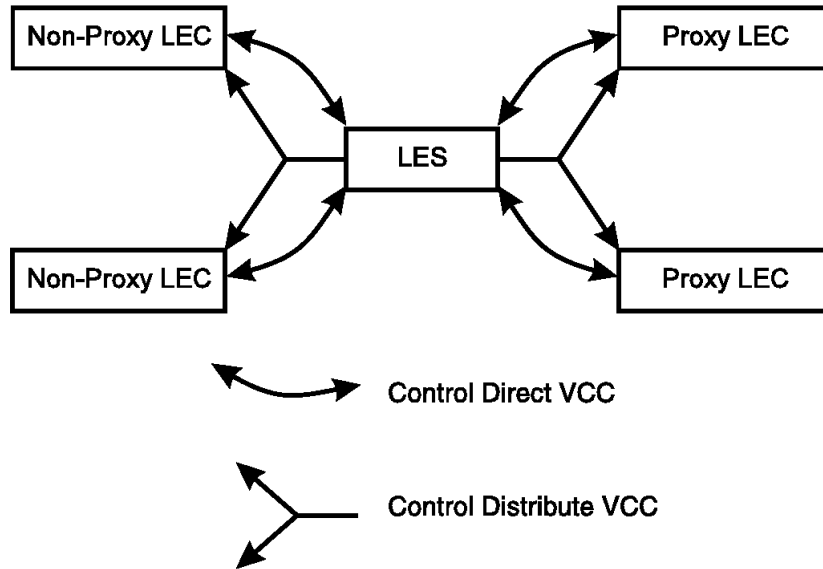 Non-Proxy LEC
Proxy LEC
LES
Non-Proxy LEC
Proxy LEC
Control Direct VCC
Control Distribute VCC